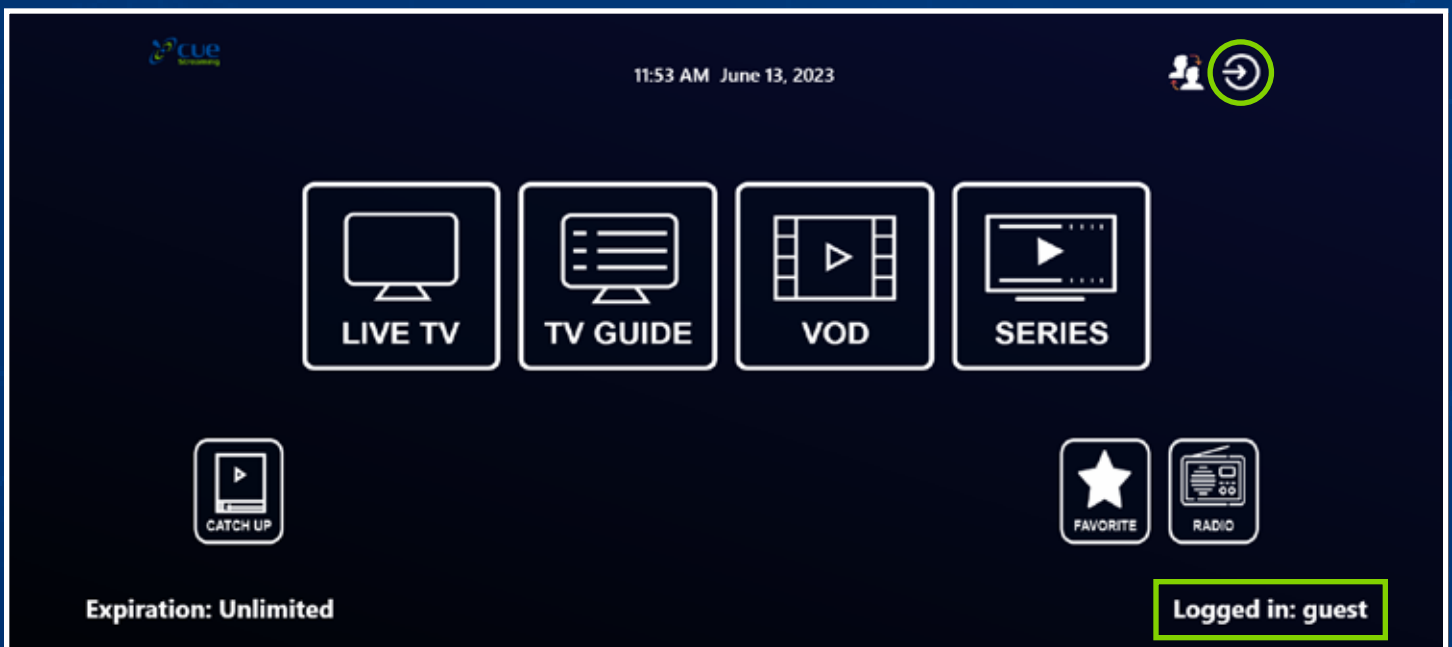 cue
Streaming
11:53 AM June 13, 2023
LIVE TV
TV GUIDE
VOD
SERIES
CATCH UP
FAVORITE
RADIO
Expiration: Unlimited
Logged in: guest